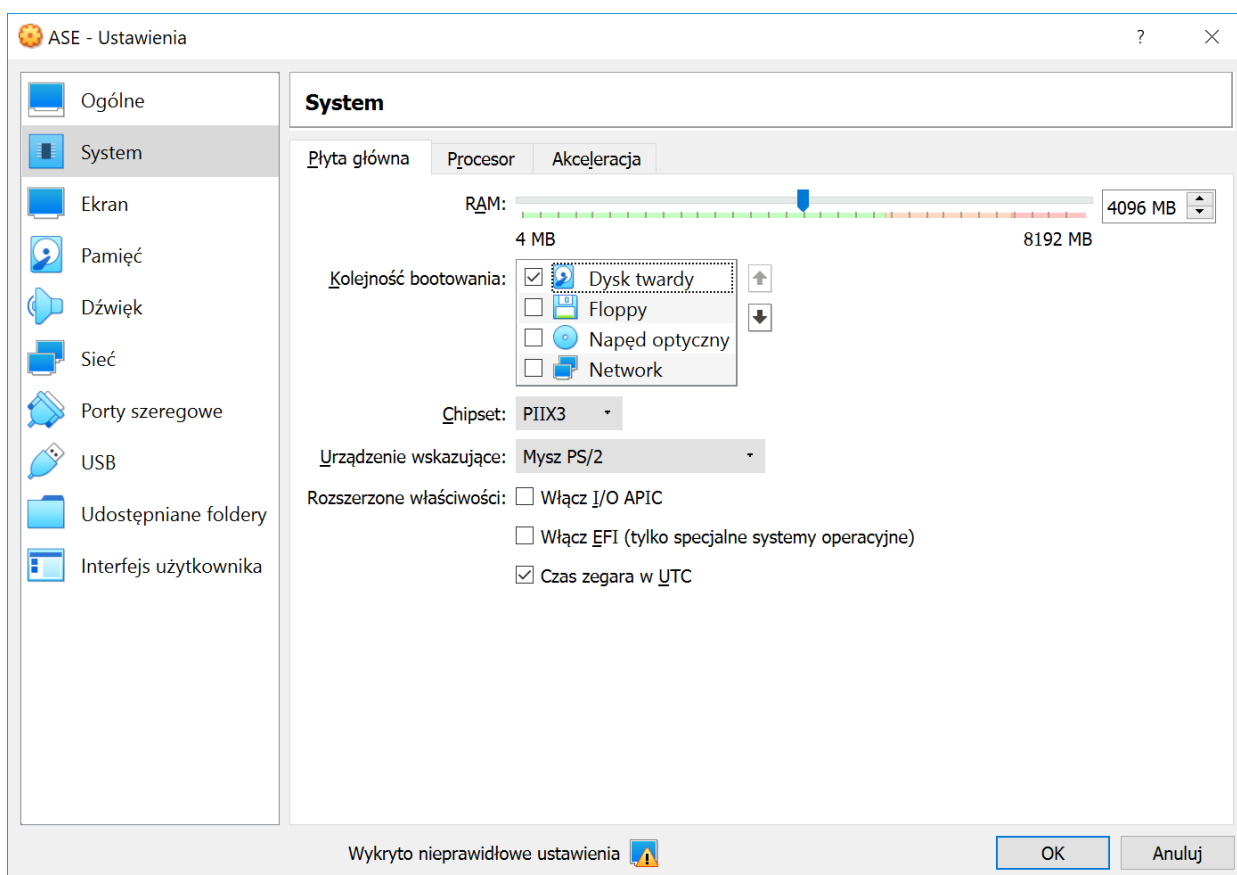 ASE - Ustawienia
?
Ogólne
System
Ekran
Pamięć
Dźwięk
Sieć
Porty szeregowe
USB
Udostępniane foldery
Interfejs użytkownika
System
Płyta główna Procesor Akceleracja
RAM: 4096 MB
4 MB 8192 MB
Kolejność bootowania: Dysk twardy
Floppy
Napęd optyczny
Network
Chipset: PIIX3
Urządzenie wskazujące: Mysz PS/2
Rozszerzone właściwości: Włącz I/O APIC
Włącz EFI (tylko specjalne systemy operacyjne)
Czas zegara w UTC
Wykryto nieprawidłowe ustawienia
OK Anuluj